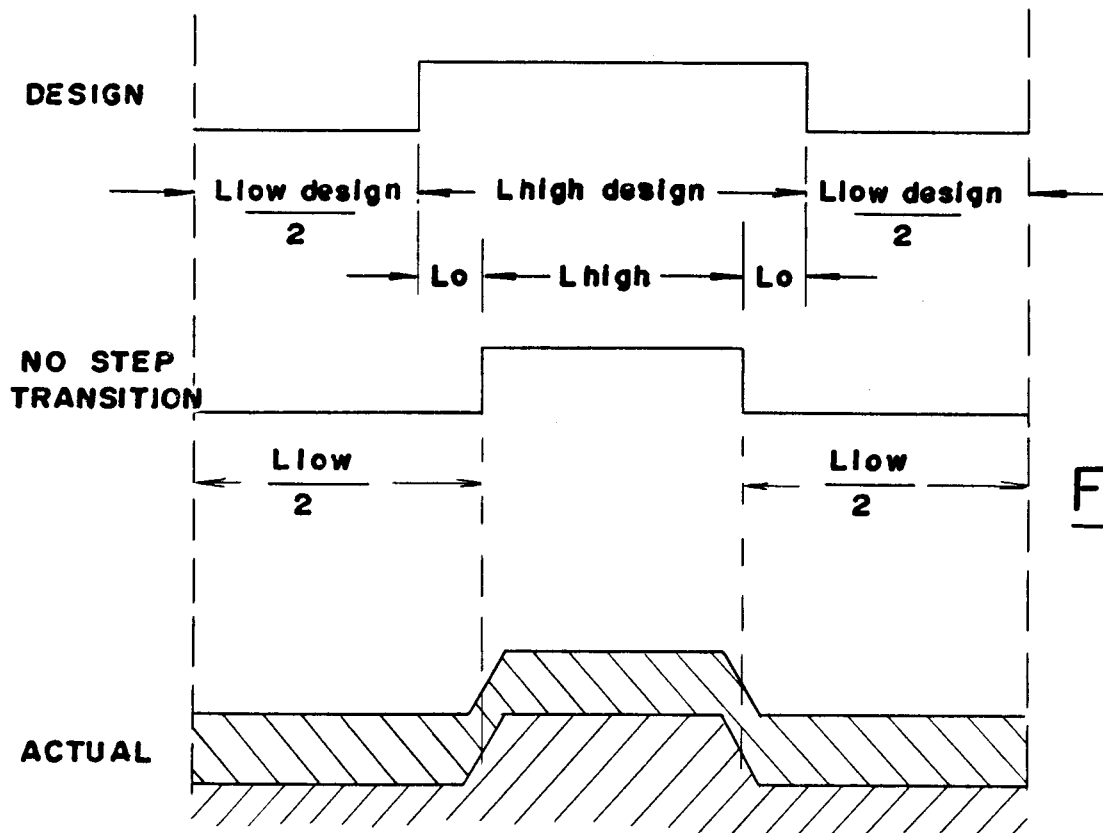 DESIGN
Llow design
2
Lhigh design
Llow design
2
Lo
Lhigh
Lo
NO STEP
TRANSITION
Llow
2
Llow
2
F
ACTUAL